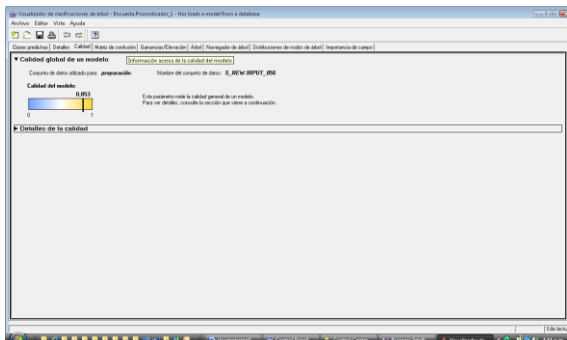 Visualizador de clasificaciones de árbol - Encuesta.Pronosticados_2 - this loads a model from a database
Archivo Editar Vista Ayuda
Clases predichas Detalles Calidad Matriz de confusión Ganancias/Elevación Árbol Navegador de árbol Distribuciones de nodos de árbol Importancia de campo
Calidad global de un modelo
Información acerca de la calidad del modelo
Conjunto de datos utilizado para: preparación Nombre del conjunto de datos:
Calidad del modelo:
Este parámetro mide la calidad general de un modelo.
Para ver detalles, consulte la sección que viene a continuación.
0 1
Detalles de la calidad